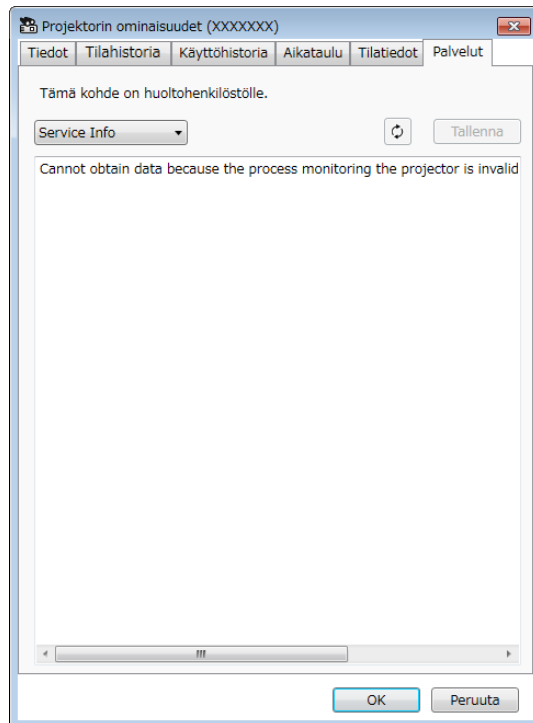 Projektorin ominaisuudet (XXXXXXX)
Tiedot Tilahistoria Käyttöhistoria Aikataulu Tilatiedot Palvelut
Tämä kohde on huoltohenkilöstölle.
Service Info Tallenna
Cannot obtain data because the process monitoring the projector is invalid
OK Peruuta